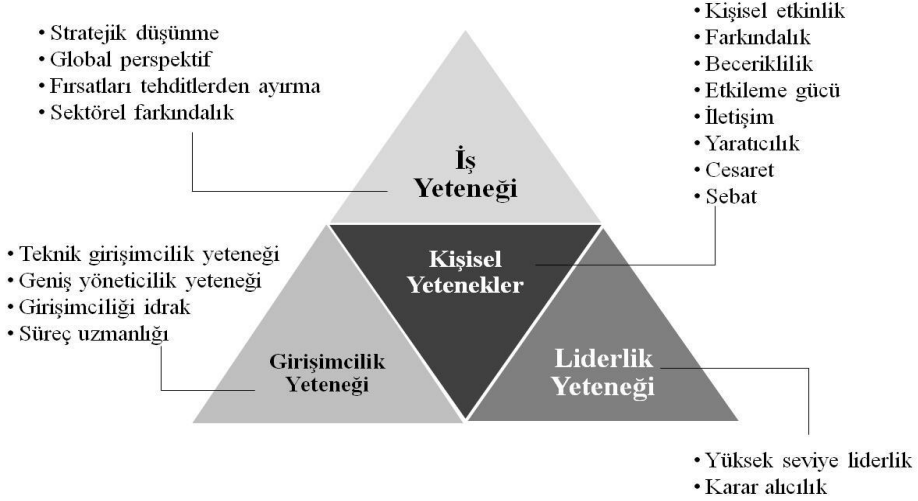 • Stratejik düşünme
• Global perspektif
• Fırsatları tehditlerden ayırma
• Sektörel farkındalık
• Kişisel etkinlik
• Farkındalık
• Beceriklilik
• Etkileme gücü
• İletişim
• Yaratıcılık
• Cesaret
• Sebat
İş
Yeteneği
• Teknik girişimcilik yeteneği
• Geniş yöneticilik yeteneği
• Girişimciliği idrak
• Süreç uzmanlığı
Kişisel
Yetenekler
Girişimcilik
Yeteneği
Liderlik
Yeteneği
• Yüksek seviye liderlik
• Karar alıcılık